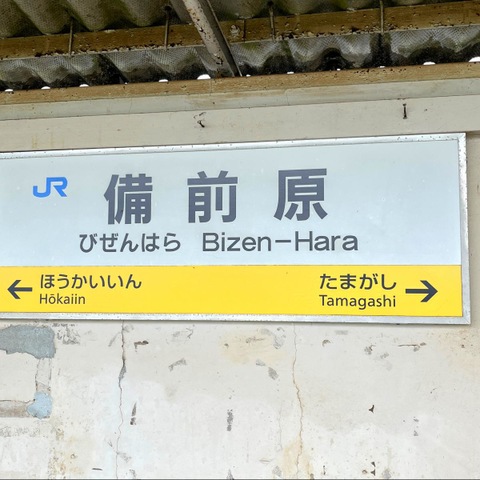 JR
備前原
びぜんはら Bizen-Hara
← ほうかいいん たまがし →
Hōkaiin Tamagashi